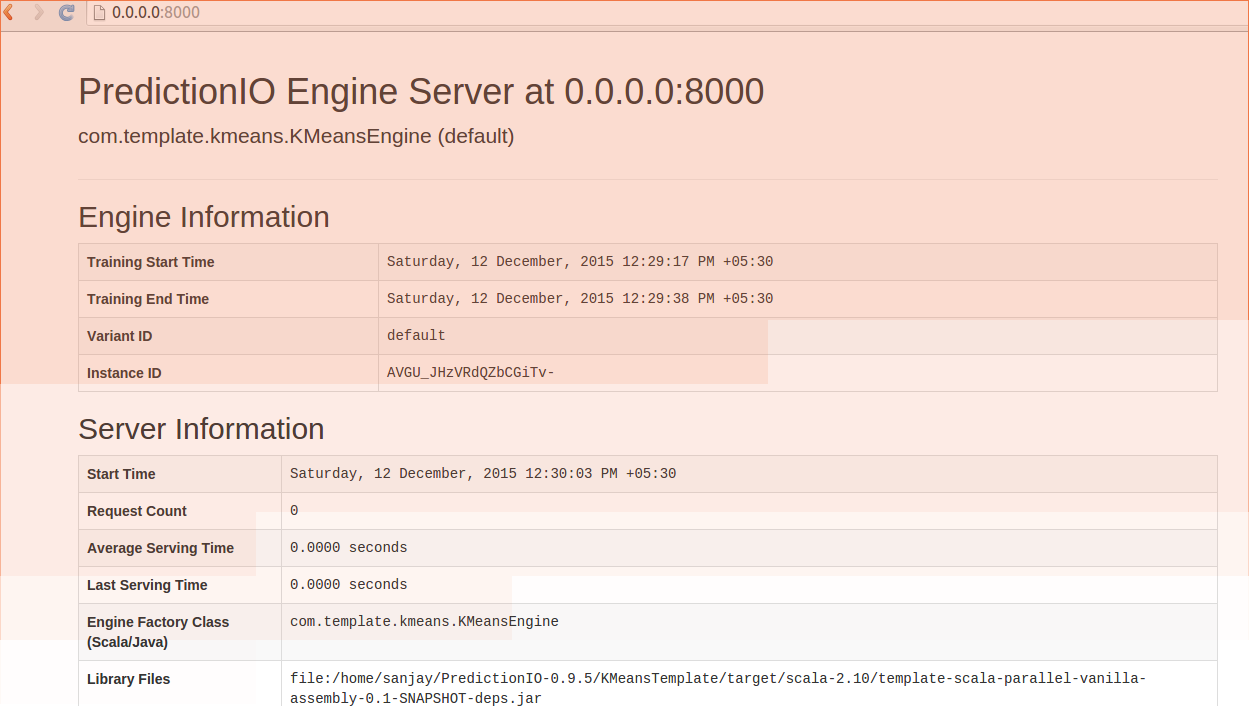 0.0.0.0:8000
PredictionIO Engine Server at 0.0.0.0:8000
com.template.kmeans.KMeansEngine (default)
Engine Information
Training Start Time Saturday, 12 December, 2015 12:29:17 PM +05:30
Training End Time Saturday, 12 December, 2015 12:29:38 PM +05:30
Variant ID default
Instance ID AVGU_JHzVRdQZbCGiTv-
Server Information
Start Time Saturday, 12 December, 2015 12:30:03 PM +05:30
Request Count 0
Average Serving Time 0.0000 seconds
Last Serving Time 0.0000 seconds
Engine Factory Class com.template.kmeans.KMeansEngine
(Scala/Java)
Library Files file:/home/sanjay/PredictionIO-0.9.5/KMeansTemplate/target/scala-2.10/template-scala-parallel-vanilla-
assembly-0.1-SNAPSHOT-deps.jar